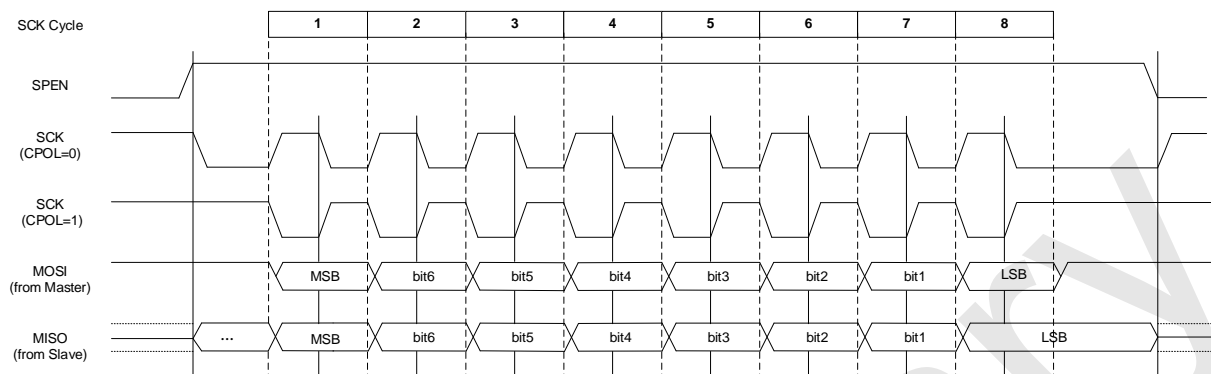 SCK Cycle 1 2 3 4 5 6 7 8
SPEN
SCK
(CPOL=0)
SCK
(CPOL=1)
MOSI
(from Master)
MSB bit6 bit5 bit4 bit3 bit2 bit1 LSB
MISO
(from Slave)
... MSB bit6 bit5 bit4 bit3 bit2 bit1 LSB